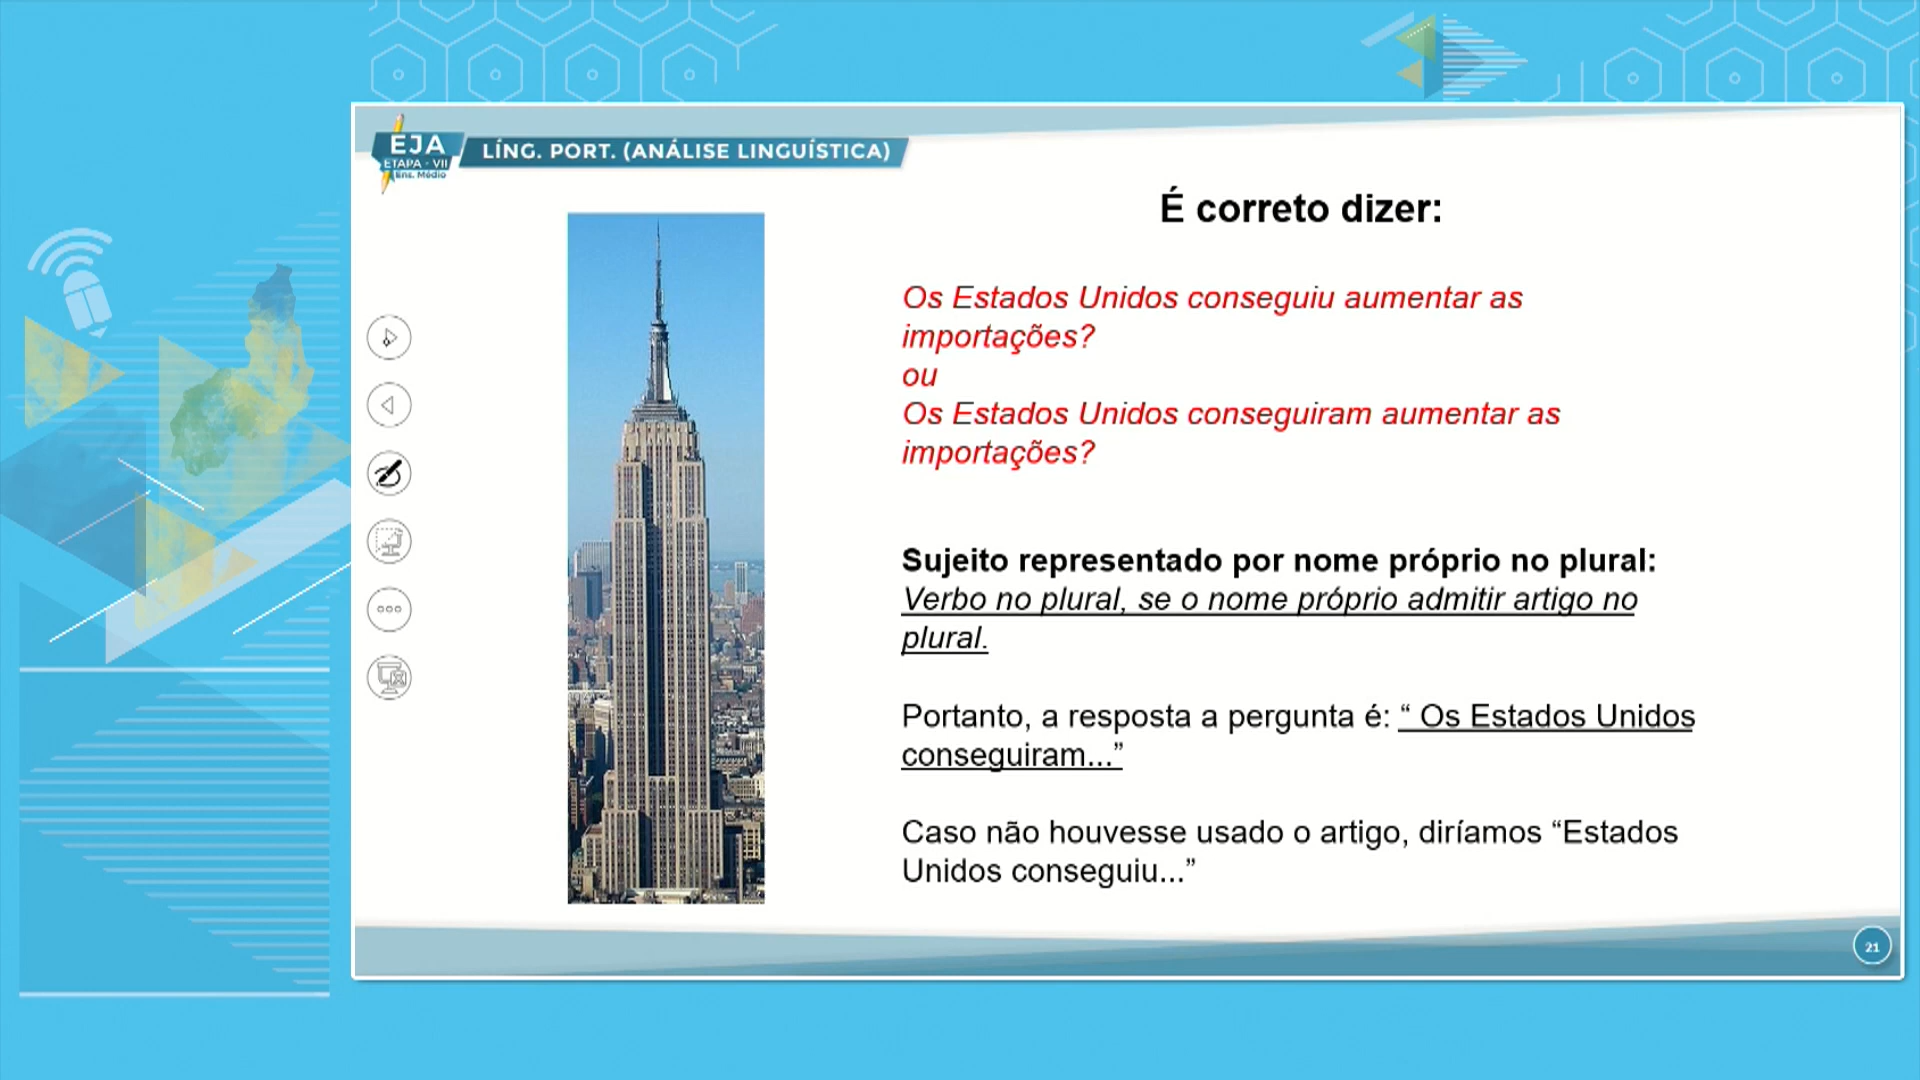 EJA
ETAPA - VII
Ens. Médio
LÍNG. PORT. (ANÁLISE LINGUÍSTICA)
É correto dizer:
Os Estados Unidos conseguiu aumentar as
importações?
ou
Os Estados Unidos conseguiram aumentar as
importações?
Sujeito representado por nome próprio no plural:
Verbo no plural, se o nome próprio admitir artigo no
plural.
Portanto, a resposta a pergunta é: “ Os Estados Unidos
conseguiram...”
Caso não houvesse usado o artigo, diríamos “Estados
Unidos conseguiu...”
21